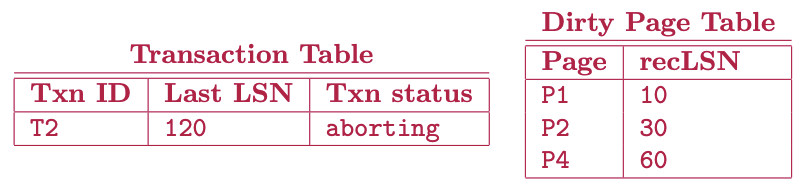 Transaction Table
Txn ID Last LSN Txn status
T2 120 aborting
Dirty Page Table
Page recLSN
P1 10
P2 30
P4 60